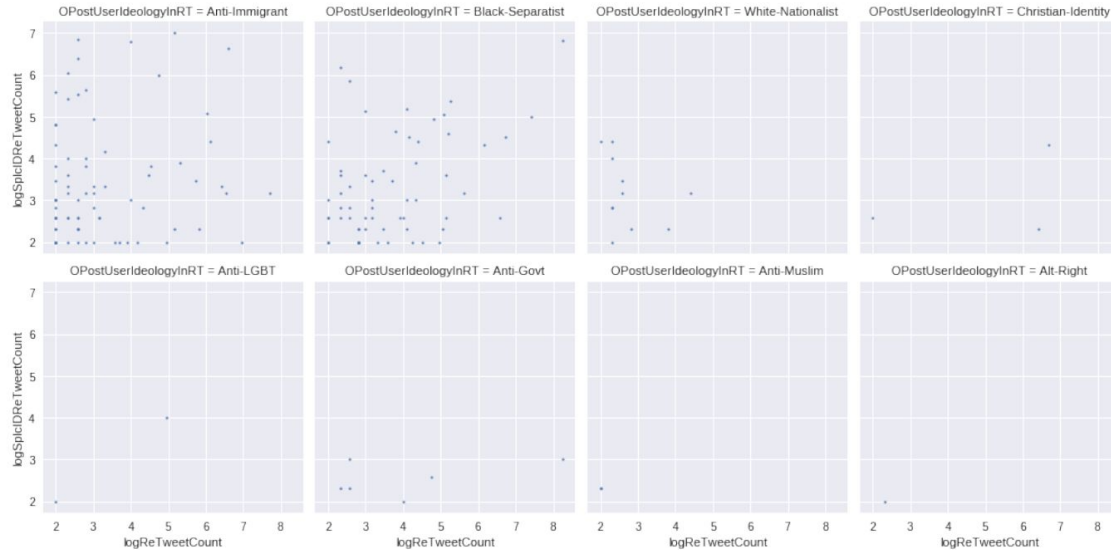 OPostUserIdeologyInRT = Anti-Immigrant
OPostUserIdeologyInRT = Black-Separatist
OPostUserIdeologyInRT = White-Nationalist
OPostUserIdeologyInRT = Christian-Identity
7
6
5
4
3
2
logSplcIDReTweetCount
OPostUserIdeologyInRT = Anti-LGBT
OPostUserIdeologyInRT = Anti-Govt
OPostUserIdeologyInRT = Anti-Muslim
OPostUserIdeologyInRT = Alt-Right
7
6
5
4
3
2
logSplcIDReTweetCount
2 3 4 5 6 7 8
2 3 4 5 6 7 8
2 3 4 5 6 7 8
2 3 4 5 6 7 8
logReTweetCount
logReTweetCount
logReTweetCount
logReTweetCount